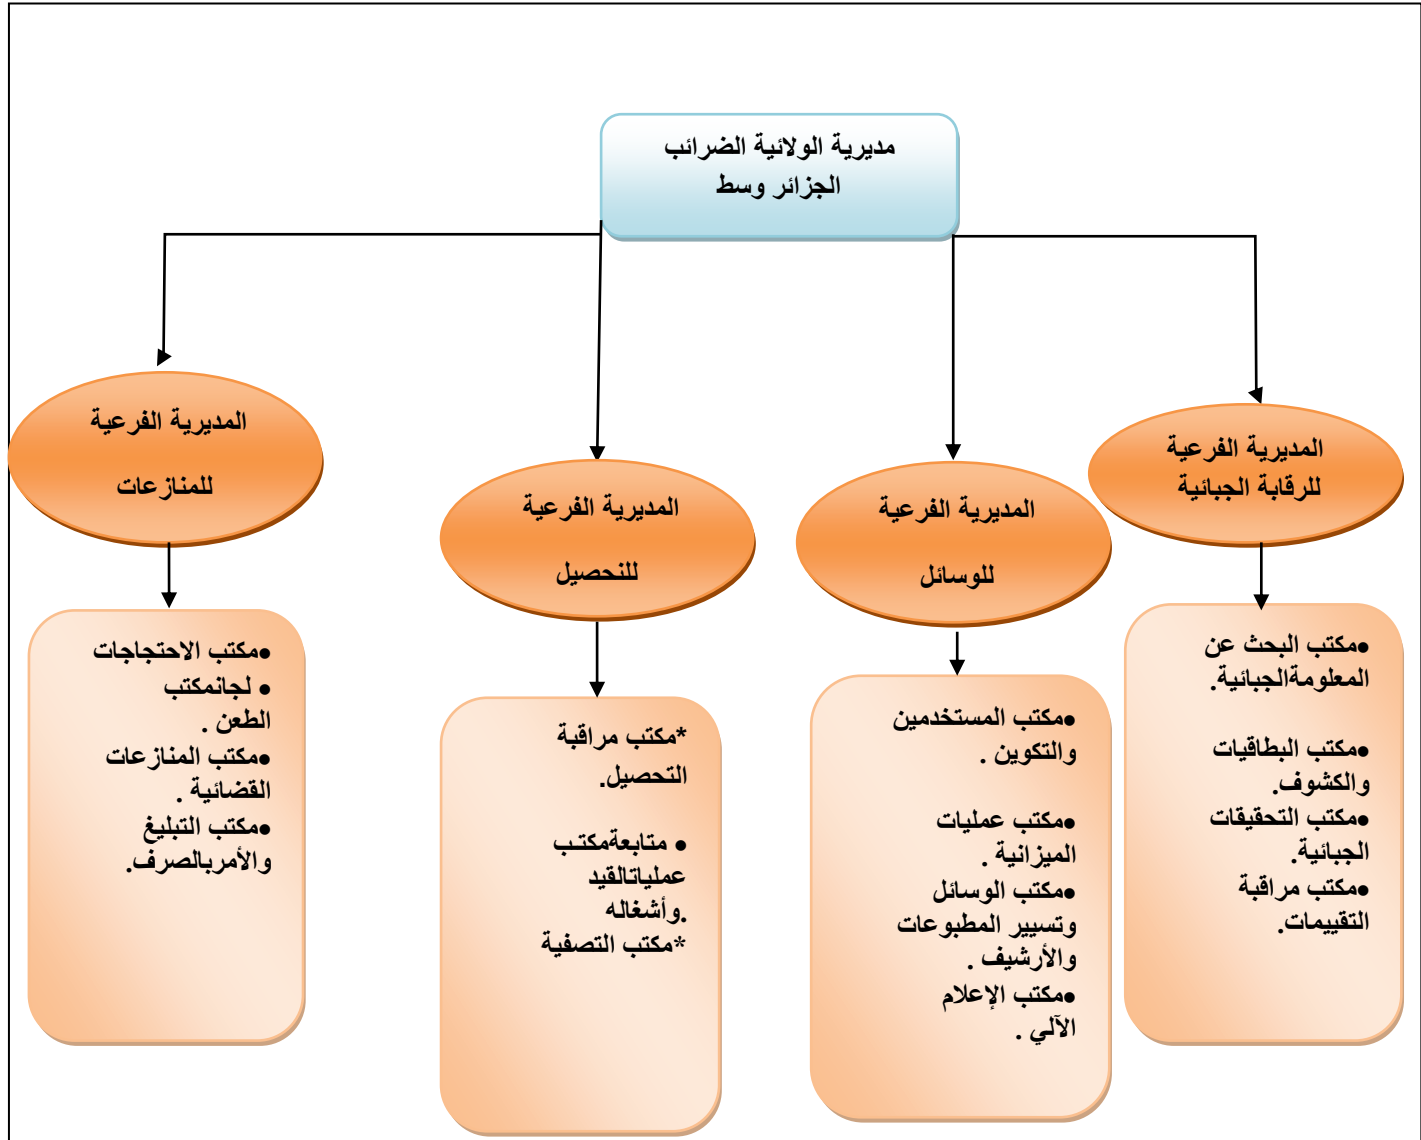 مديرية الولائية الضرائب
الجزائر وسط
المديرية الفرعية
للرقابة الجبائية
المديرية الفرعية
للوسائل
المديرية الفرعية
للنحصيل
المديرية الفرعية
للمنازعات
•مكتب البحث عن
المعلومةالجبائية.
•مكتب البطاقيات
والكشوف.
•مكتب التحقيقات
الجبائية.
•مكتب مراقبة
التقييمات.
•مكتب المستخدمين
والتكوين .
•مكتب عمليات
الميزانية .
•مكتب الوسائل
وتسيير المطبوعات
والأرشيف .
•مكتب الإعلام
الآلي .
*مكتب مراقبة
التحصيل.
• متابعةمكتب
عملياتالقيد
.وأشغاله
*مكتب التصفية
•مكتب الاحتجاجات
• لجانمكتب
الطعن .
•مكتب المنازعات
القضائية .
•مكتب التبليغ
والأمربالصرف.